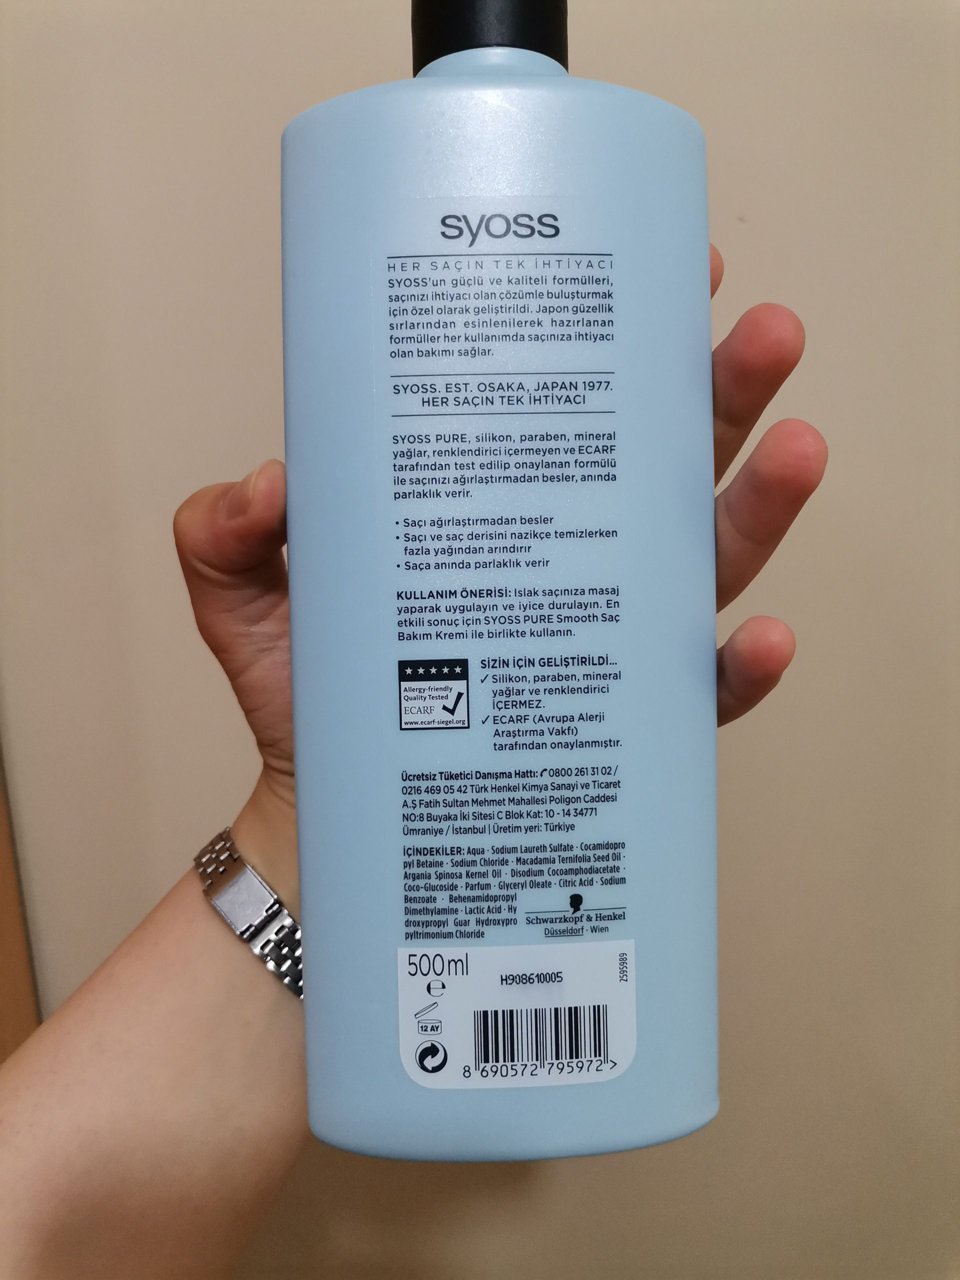 syoss
HER SAÇIN TEK İHTİYACI
SYOSS'un güçlü ve kaliteli formülleri,
saçınızı ihtiyacı olan çözümle buluşturmak
için özel olarak geliştirildi. Japon güzellik
sırlarından esinlenilerek hazırlanan
formüller her kullanımda saçınıza ihtiyacı
olan bakımı sağlar.
SYOSS. EST. OSAKA, JAPAN 1977.
HER SAÇIN TEK İHTİYACI
SYOSS PURE, silikon, paraben, mineral
yağlar, renklendirici içermeyen ve ECARF
tarafından test edilip onaylanan formülü
ile saçınızı ağırlaştırmadan besler, anında
parlaklık verir.
• Saçı ağırlaştırmadan besler
• Saçı ve saç derisini nazikçe temizlerken
fazla yağından arındırır
• Saça anında parlaklık verir
KULLANIM ÖNERİSİ: Islak saçınıza masaj
yaparak uygulayın ve iyice durulayın. En
etkili sonuç için SYOSS PURE Smooth Saç
Bakım Kremi ile birlikte kullanın.
Allergy-friendly
Quality Tested
ECARF
www.ecarf-siegel.org
SİZİN İÇİN GELİŞTİRİLDİ...
✓ Silikon, paraben, mineral
yağlar ve renklendirici
İÇERMEZ.
✓ ECARF (Avrupa Alerji
Araştırma Vakfı)
tarafından onaylanmıştır.
Ücretsiz Tüketici Danışma Hattı: 0800 261 31 02 /
0216 469 05 42 Türk Henkel Kimya Sanayi ve Ticaret
A.Ş Fatih Sultan Mehmet Mahallesi Poligon Caddesi
NO:8 Buyaka İki Sitesi C Blok Kat: 10 - 14 34771
Ümraniye / İstanbul | Üretim yeri: Türkiye
İÇİNDEKİLER: Aqua · Sodium Laureth Sulfate · Cocamidopro
pyl Betaine · Sodium Chloride · Macadamia Ternifolia Seed Oil ·
Argania Spinosa Kernel Oil · Disodium Cocoamphodiacetate ·
Coco-Glucoside · Parfum · Glyceryl Oleate · Citric Acid · Sodium
Benzoate · Behenamidopropyl
Dimethylamine · Lactic Acid · Hy
droxypropyl Guar Hydroxypro
pyltrimonium Chloride
Schwarzkopf & Henkel
Düsseldorf · Wien
500ml
℮
H908610005
2595989
12 AY
8 690572 795972 >